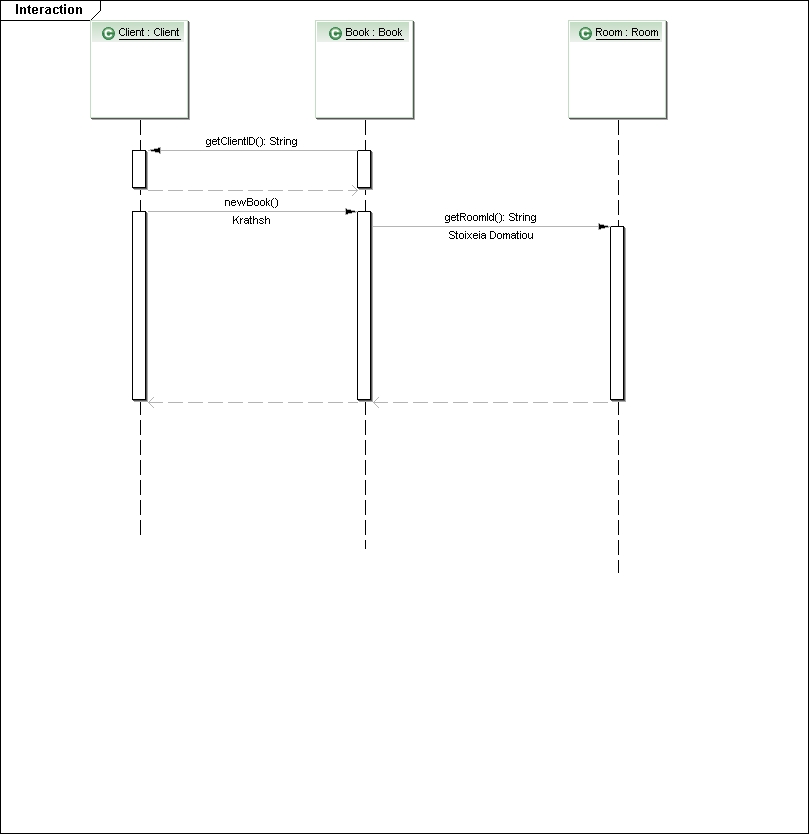 Interaction
Client : Client
Book : Book
Room : Room
getClientID(): String
newBook()
Krathsh
getRoomId(): String
Stoixeia Domatiou